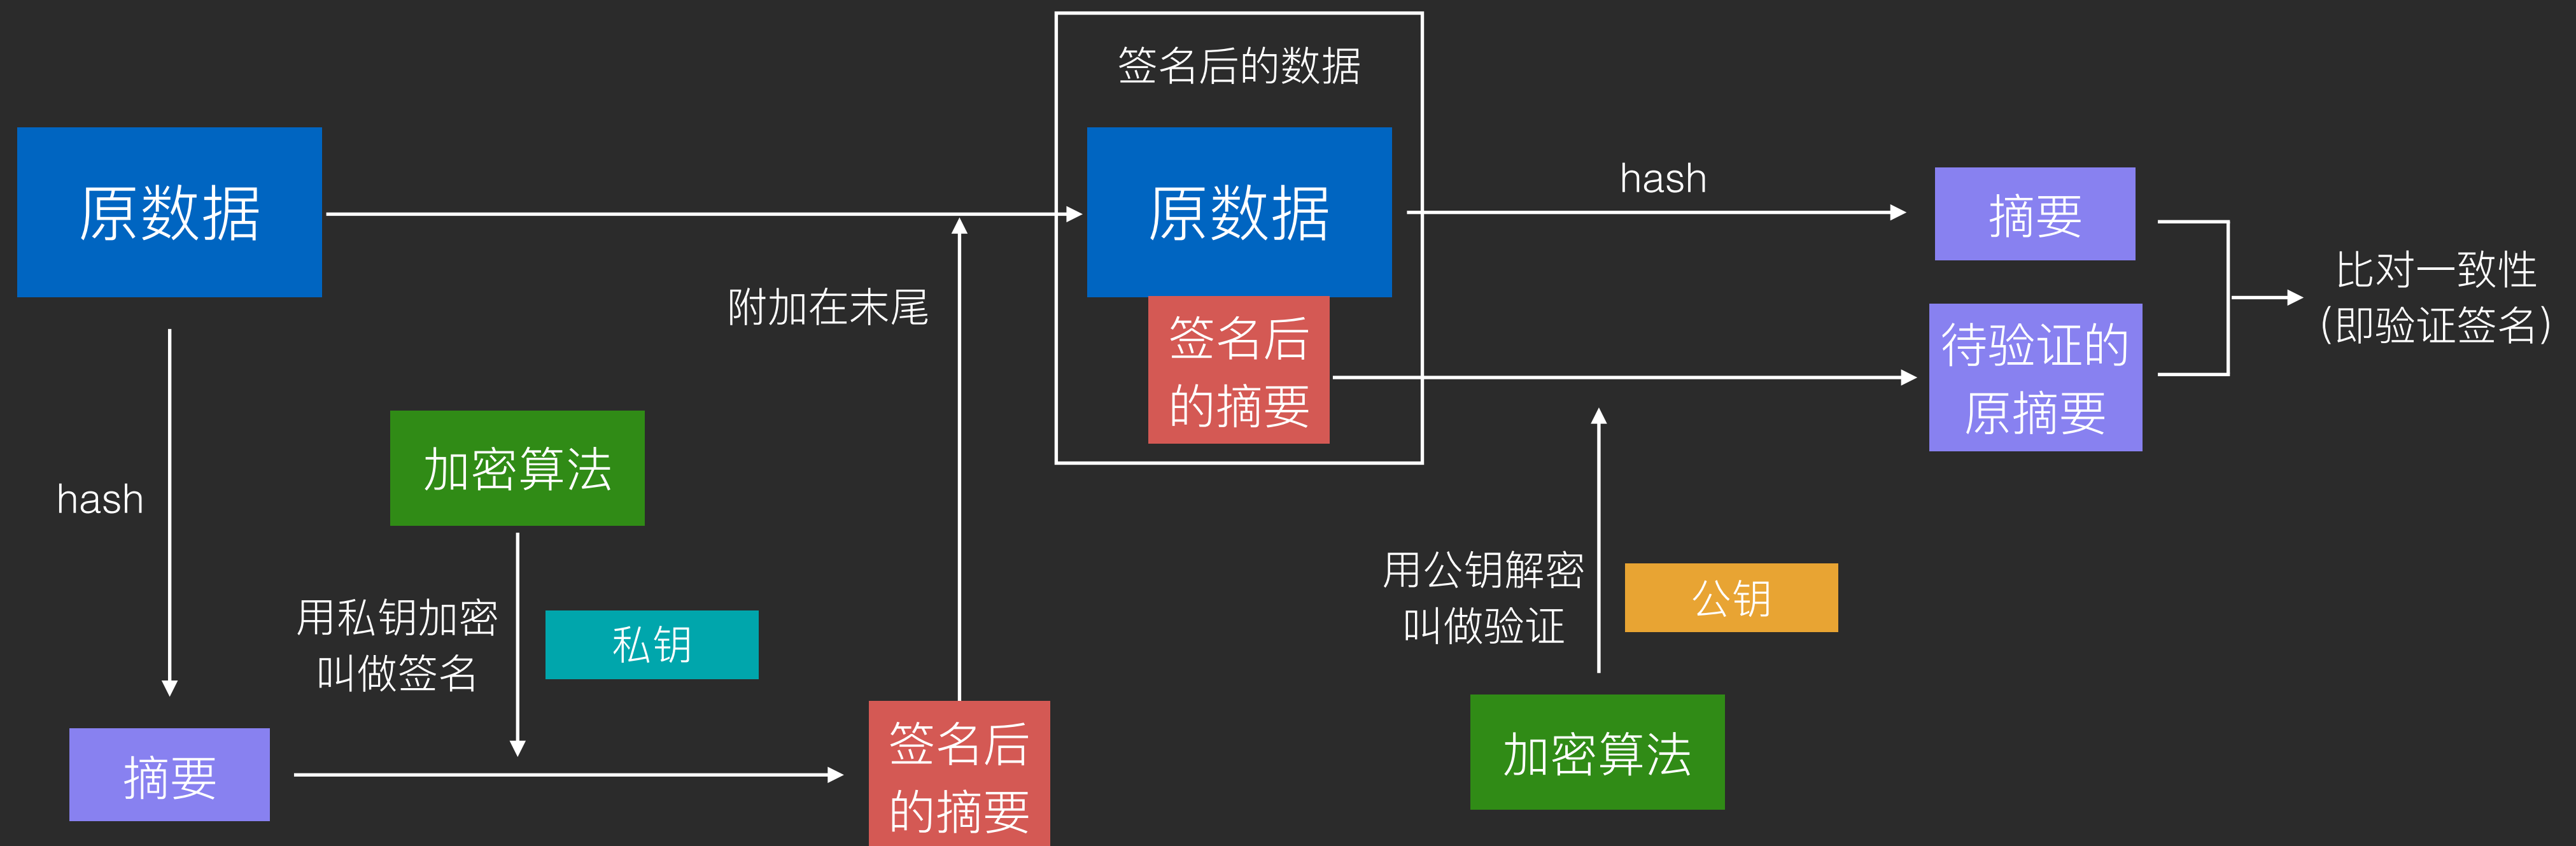 签名后的数据
原数据
原数据
hash
摘要
附加在末尾
签名后
的摘要
待验证的
原摘要
比对一致性
(即验证签名)
hash
加密算法
用私钥加密
叫做签名
私钥
用公钥解密
叫做验证
公钥
摘要
签名后
的摘要
加密算法